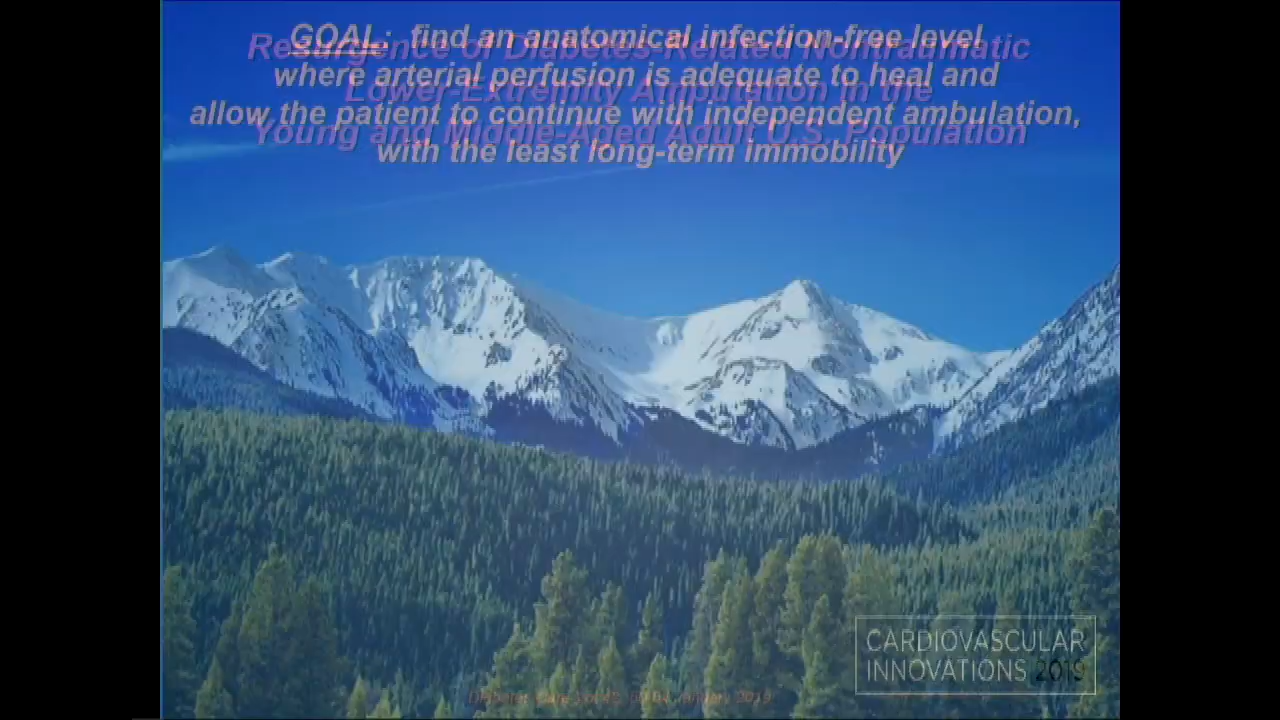 GOAL: find an anatomical infection-free level
where arterial perfusion is adequate to heal and
allow the patient to continue with independent ambulation,
with the least long-term immobility
Resurgence of Diabetes-Related Nontraumatic
Lower-Extremity Amputation in the
Young and Middle-Aged Adult U.S. Population
CARDIOVASCULAR
INNOVATIONS 2019